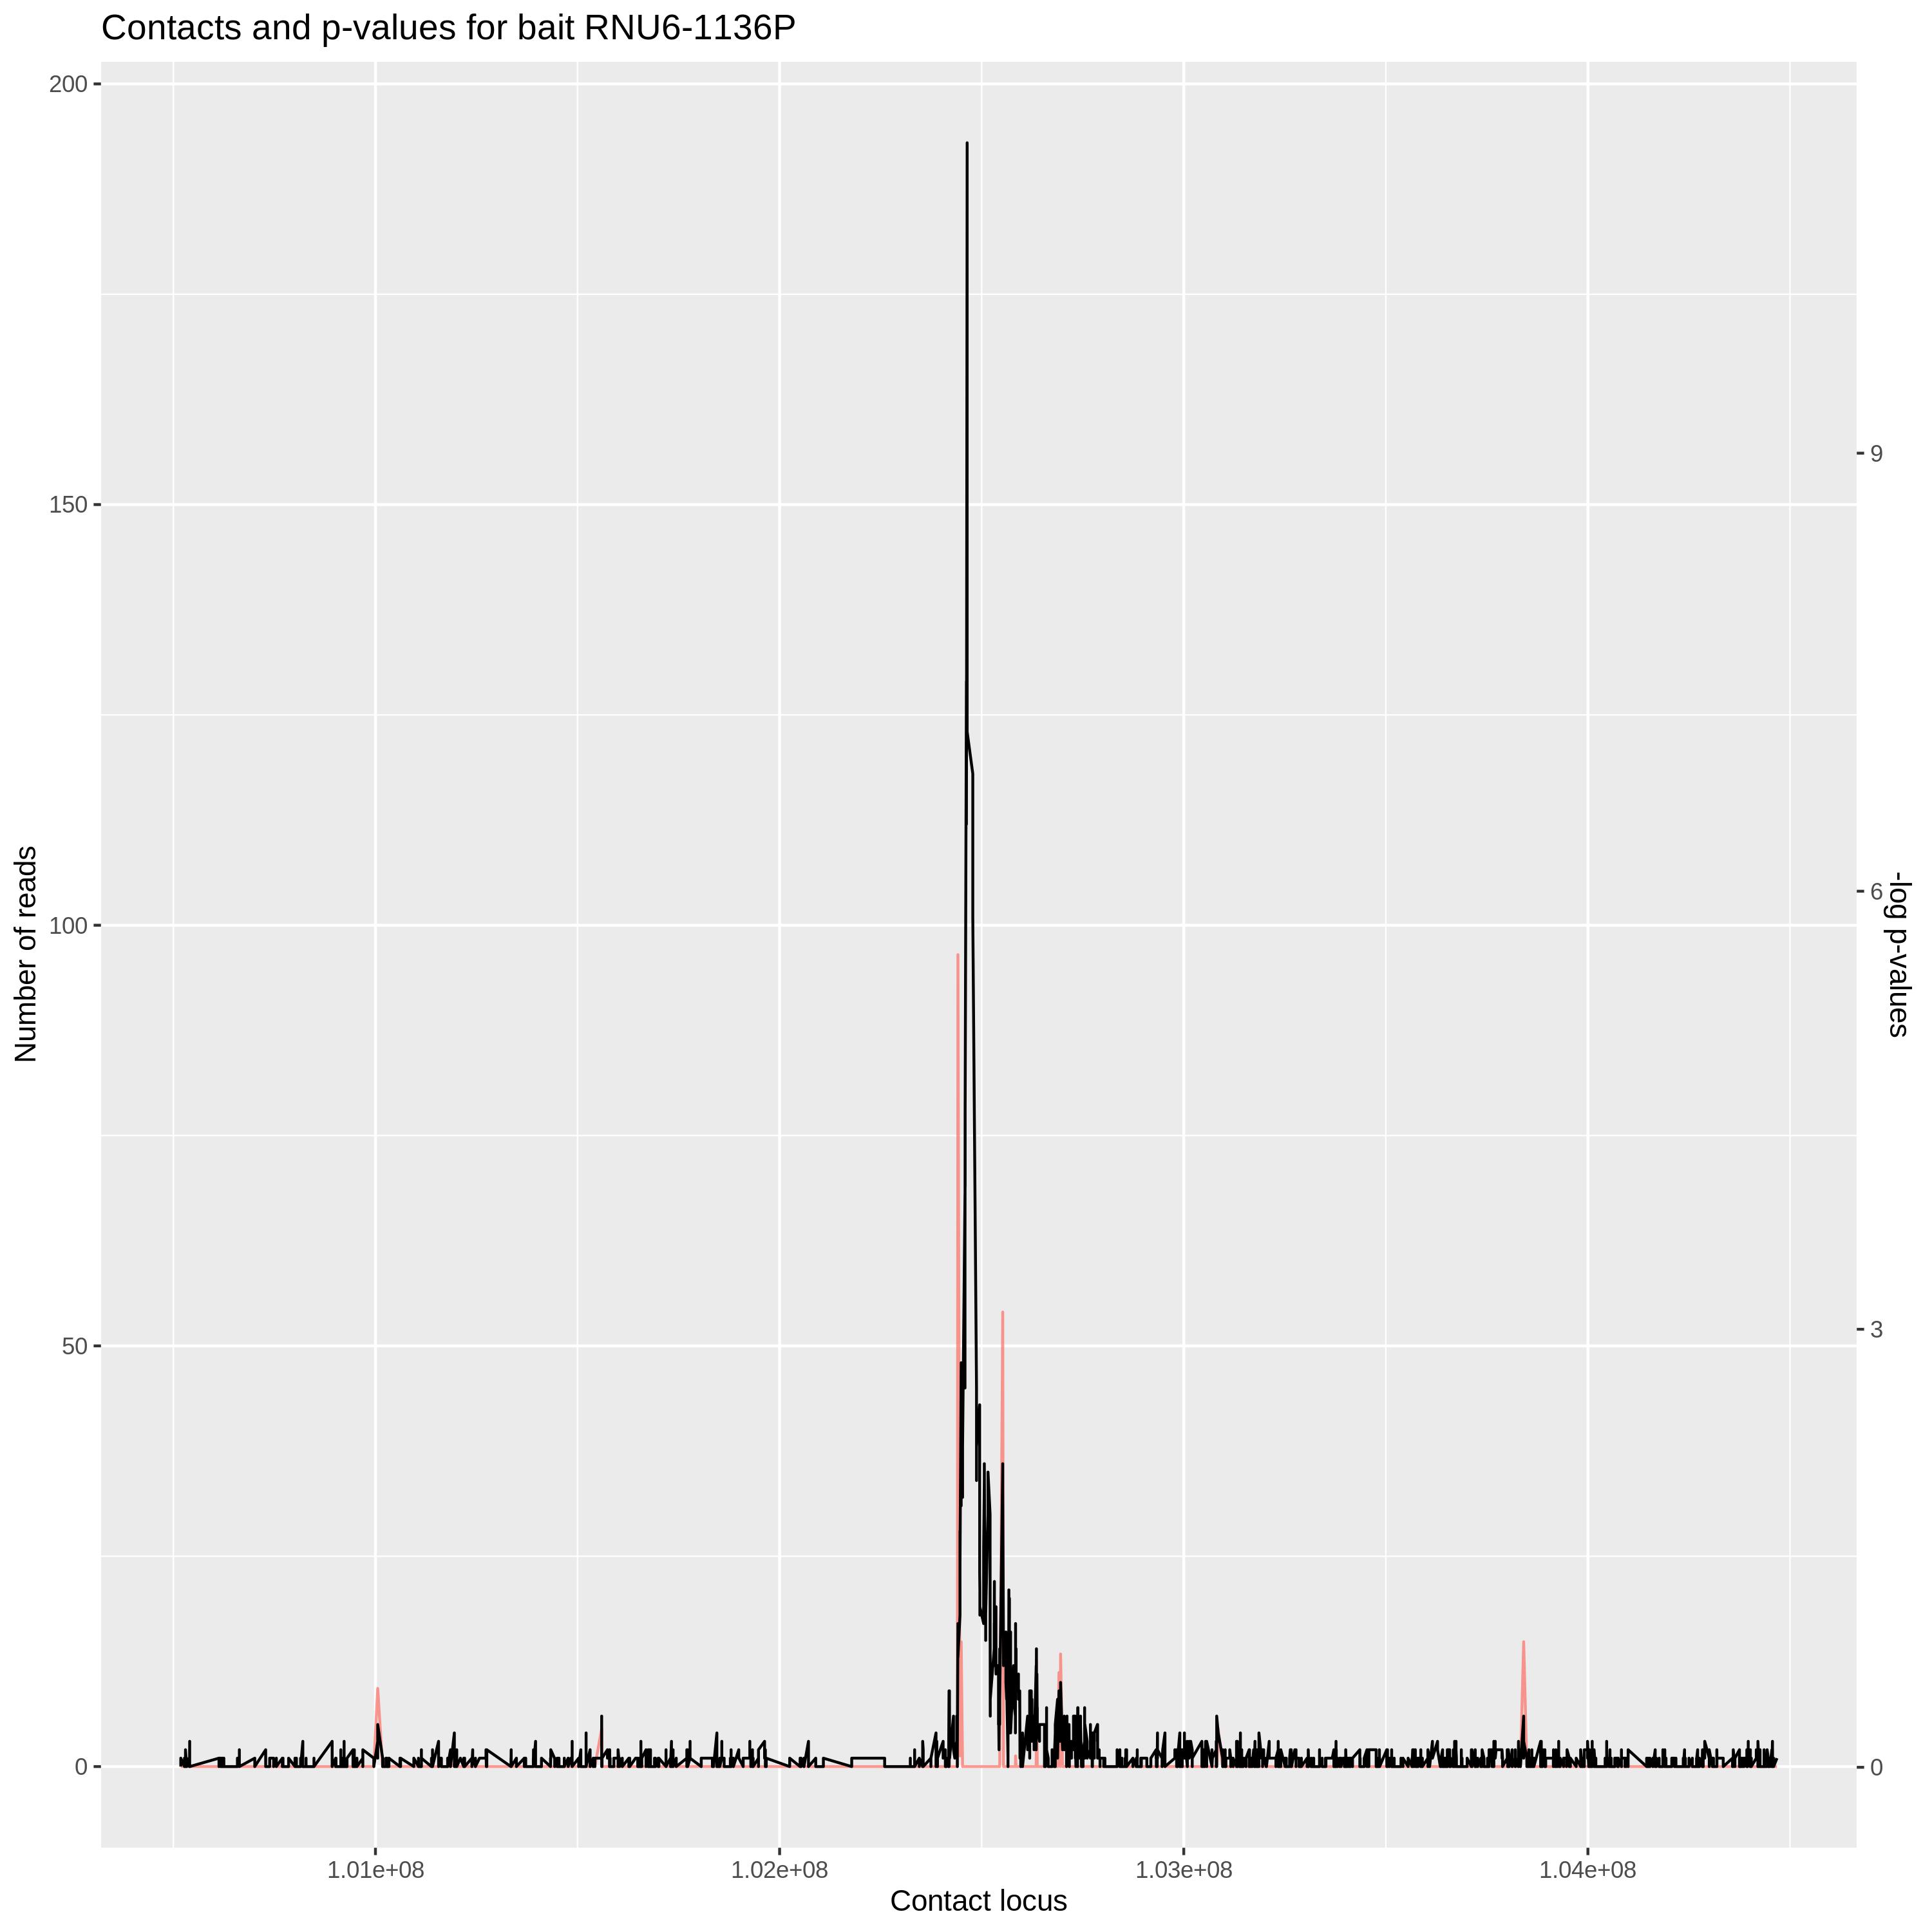 Contacts and p-values for bait RNU6-1136P
200
150
100
50
0
Number of reads
9
6
3
0
-log p-values
1.01e+08
1.02e+08
1.03e+08
1.04e+08
Contact locus